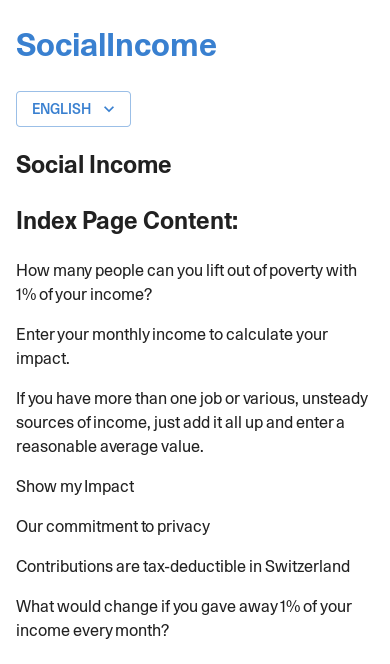 SocialIncome
ENGLISH
Social Income
Index Page Content:
How many people can you lift out of poverty with
1% of your income?
Enter your monthly income to calculate your
impact.
If you have more than one job or various, unsteady
sources of income, just add it all up and enter a
reasonable average value.
Show my Impact
Our commitment to privacy
Contributions are tax-deductible in Switzerland
What would change if you gave away 1% of your
income every month?